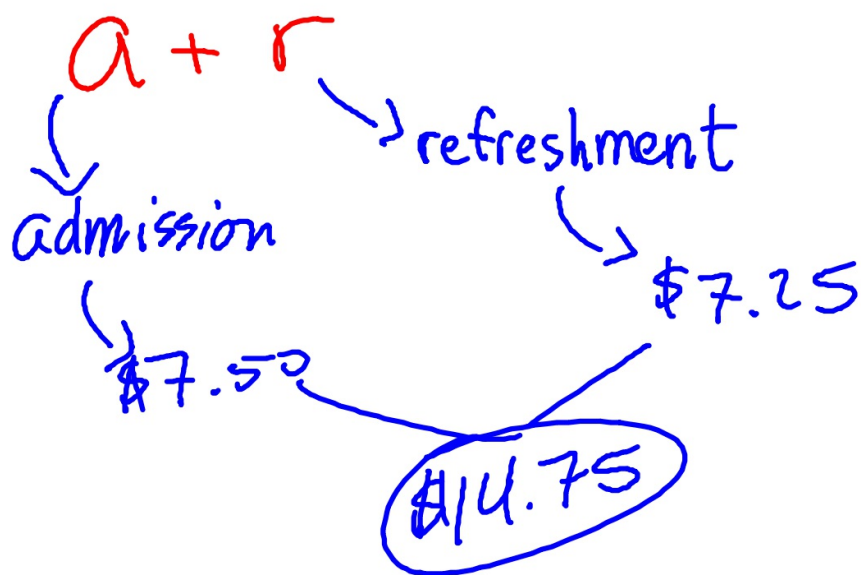 a + r
refreshment
admission
$7.25
$7.50
$14.75